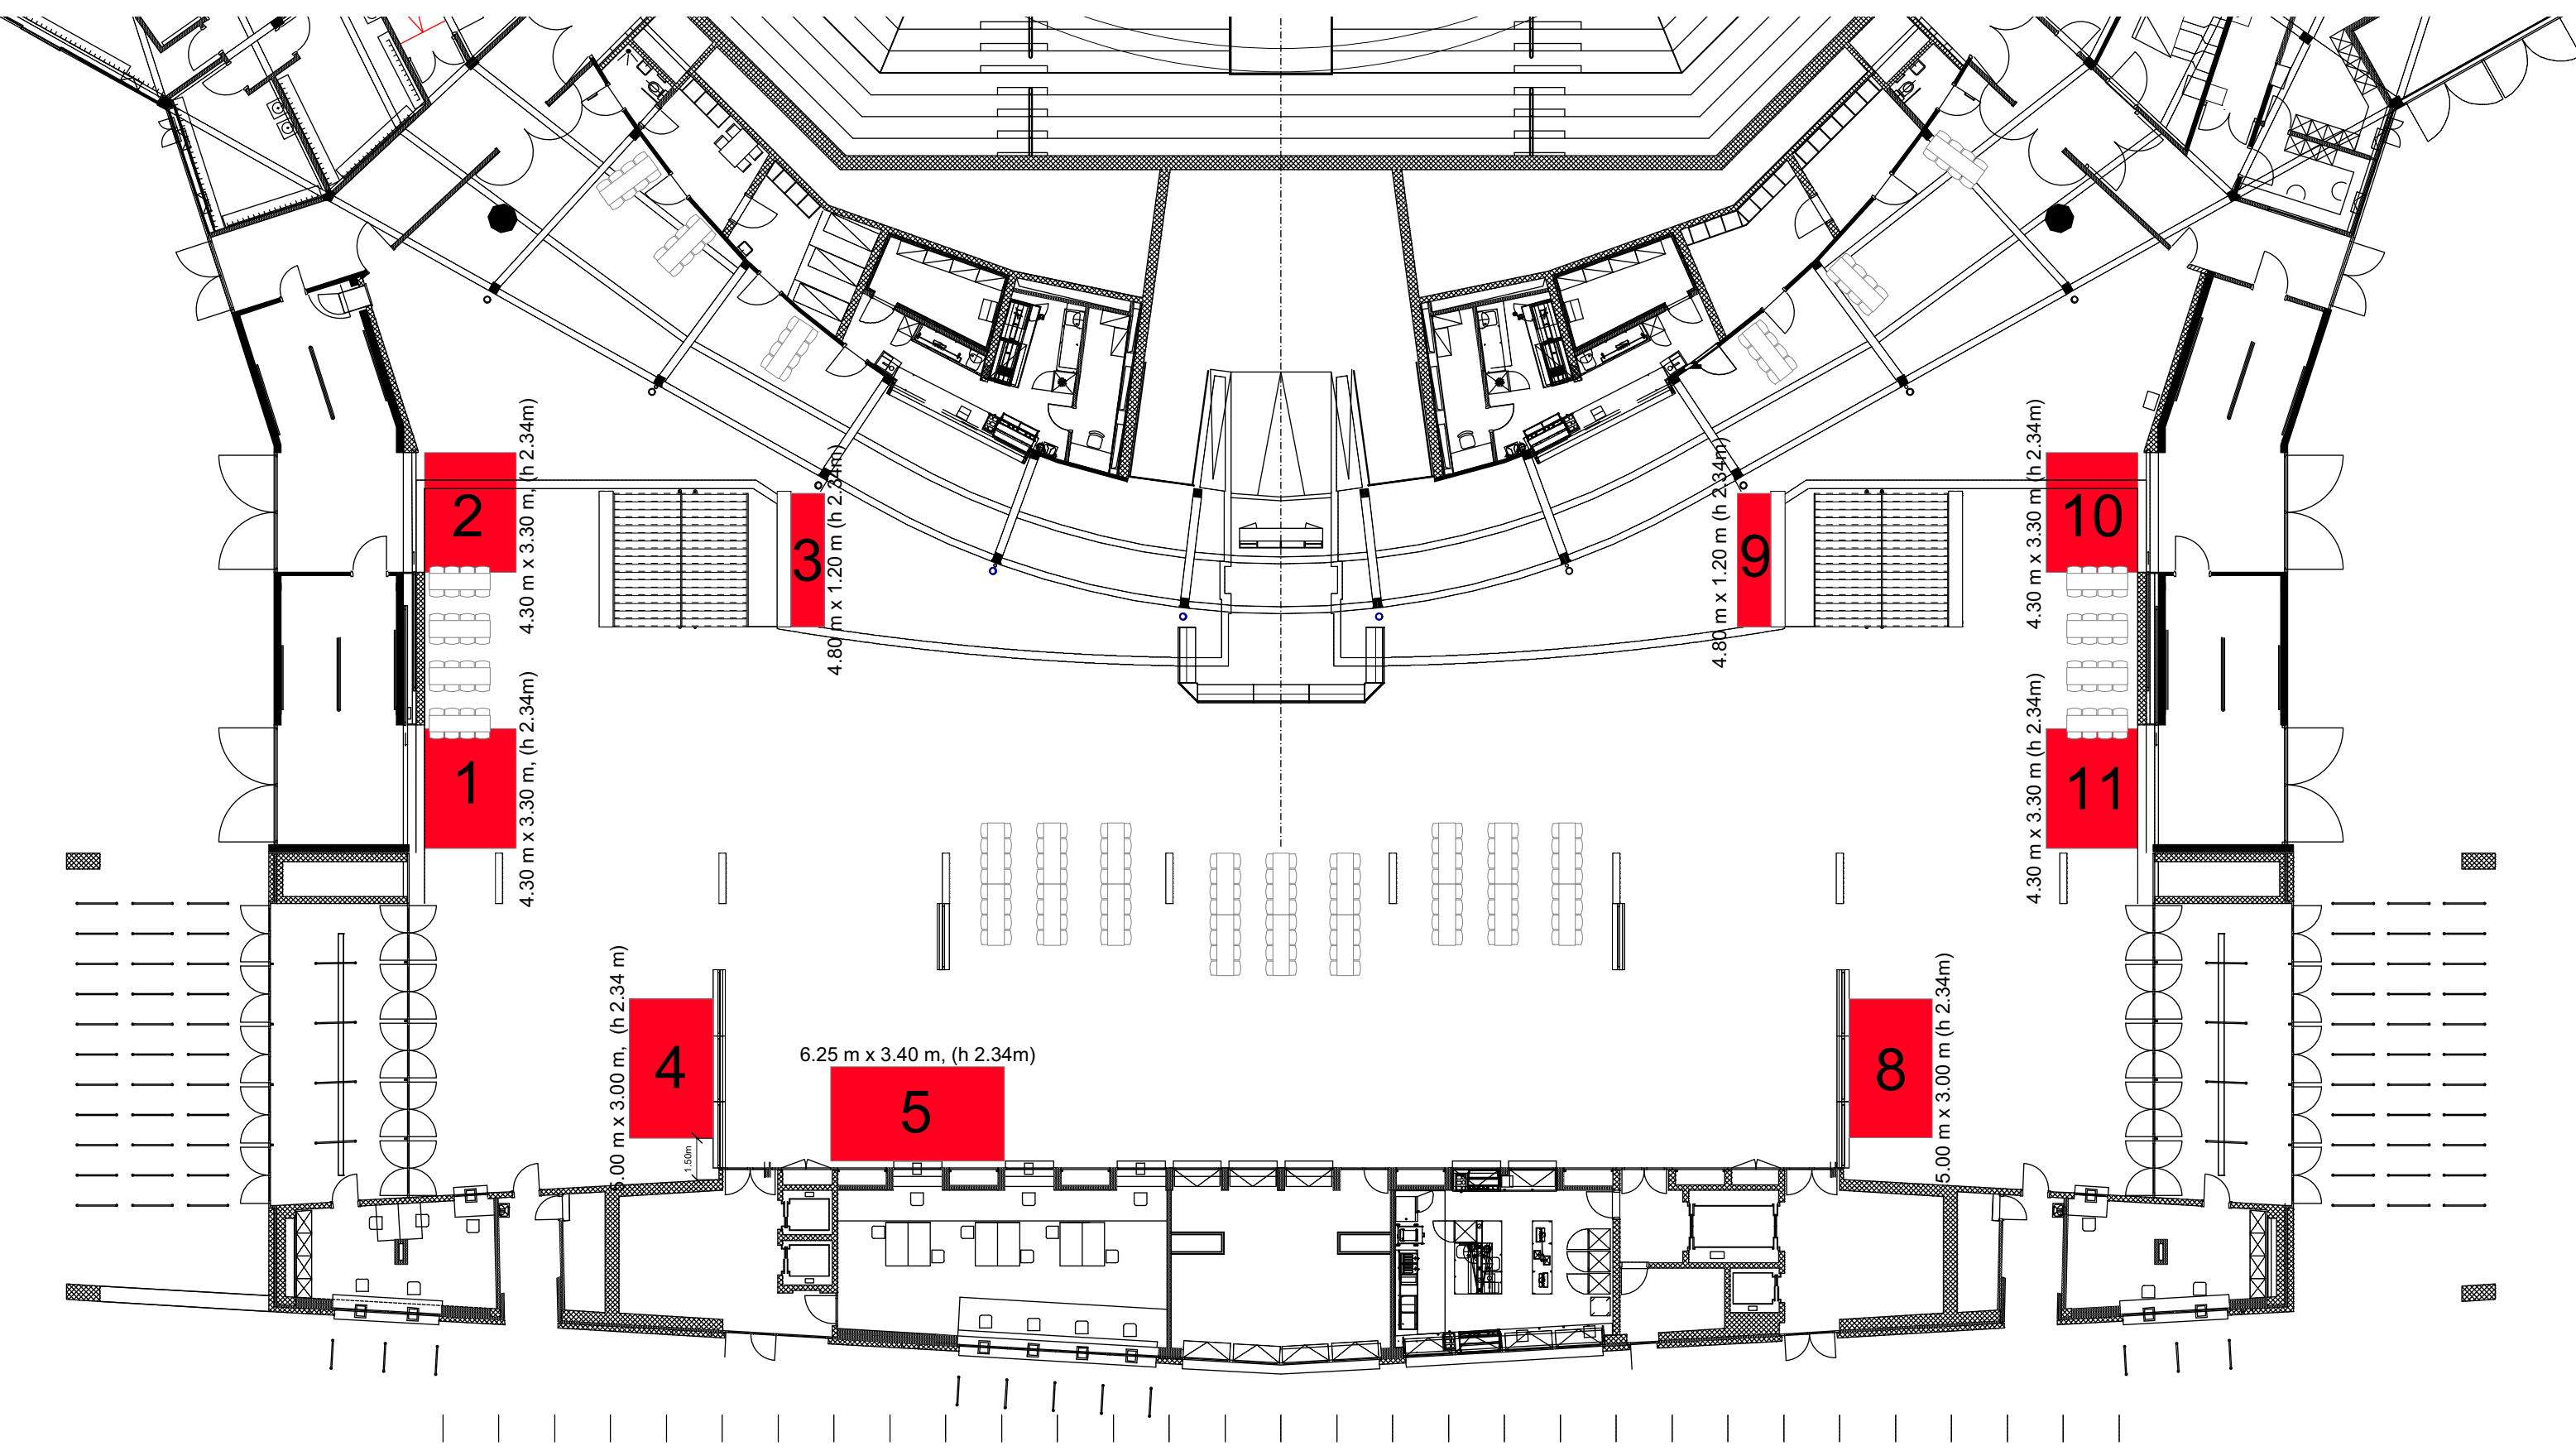 2
4.30 m x 3.30 m, (h 2.34m)
3
4.80 m x 1.20 m (h 2.34m)
9
4.80 m x 1.20 m (h 2.34m)
10
4.30 m x 3.30 m (h 2.34m)
1
4.30 m x 3.30 m, (h 2.34m)
11
4.30 m x 3.30 m (h 2.34m)
4
5.00 m x 3.00 m, (h 2.34 m)
1.50m
5
6.25 m x 3.40 m, (h 2.34m)
8
5.00 m x 3.00 m (h 2.34m)